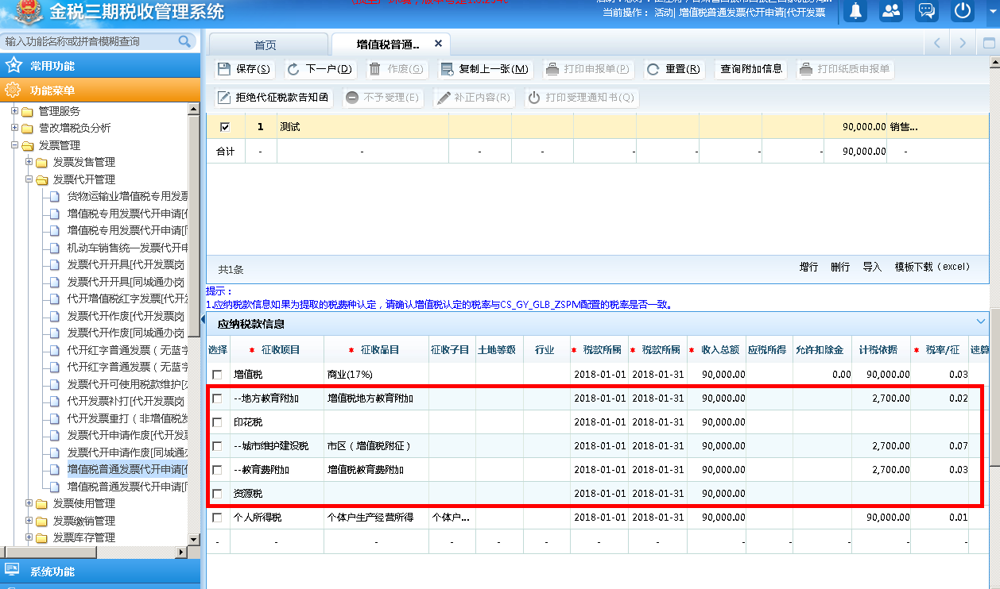 金税三期税收管理系统
当前操作： 活动| 增值税普通发票代开申请[代开发票
输入功能名称或拼音模糊查询
首页
增值税普通..
常用功能
保存(S) 下一户(D) 作废(G) 复制上一张(M) 打印申报单(P) 重置(R) 查询附加信息 打印纸质申报单
功能菜单
拒绝代征税款告知函 不予受理(E) 补正内容(R) 打印受理通知书(Q)
管理服务
营改增税负分析
发票管理
发票发售管理
发票代开管理
货物运输业增值税专用发票
增值税专用发票代开申请[
增值税专用发票代开申请[
机动车销售统一发票代开申
发票代开开具[代开发票岗
发票代开开具[同城通办岗
代开增值税红字发票[代开
发票代开作废[代开发票岗
发票代开作废[同城通办岗
代开红字普通发票（无蓝字
代开红字普通发票（无蓝字
发票代开可使用税款维护[
代开发票补打[代开发票岗
代开发票重打（非增值税发
发票代开申请作废[代开发票
发票代开申请作废[同城通
增值税普通发票代开申请[
增值税普通发票代开申请[
发票使用管理
发票缴销管理
发票库存管理
系统功能
1 测试 90,000.00 销售...
合计 - - - - - - - - 90,000.00 -
共1条
增行 删行 导入 模板下载（excel）
提示：
1.应纳税款信息如果为提取的税费种认定，请确认增值税认定的税率与CS_GY_GLB_ZSPM配置的税率是否一致。
应纳税款信息
选择 * 征收项目 * 征收品目 征收子目 土地等级 行业 * 税款所属 * 税款所属 * 收入总额 应税所得 允许扣除金 计税依据 * 税率/征 速算
增值税 商业(17%) 2018-01-01 2018-01-31 90,000.00 0.00 90,000.00 0.03
--地方教育附加 增值税地方教育附加 2018-01-01 2018-01-31 90,000.00 2,700.00 0.02
印花税 2018-01-01 2018-01-31 90,000.00
--城市维护建设税 市区（增值税附征） 2018-01-01 2018-01-31 90,000.00 2,700.00 0.07
--教育费附加 增值税教育费附加 2018-01-01 2018-01-31 90,000.00 2,700.00 0.03
资源税 2018-01-01 2018-01-31 90,000.00
个人所得税 个体户生产经营所得 个体户... 2018-01-01 2018-01-31 90,000.00 90,000.00 0.01
- - - - - - - - - - - - -